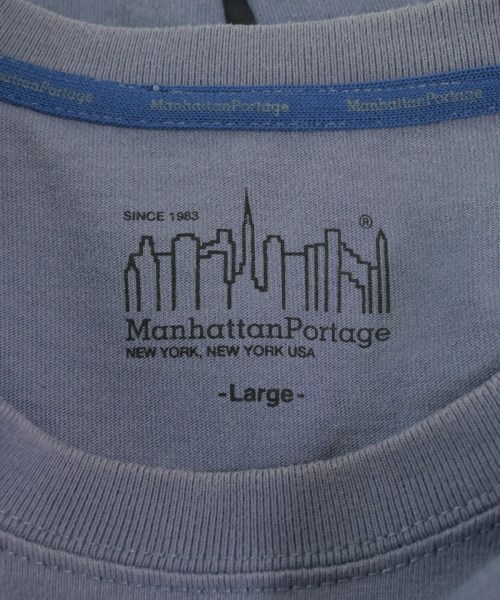 ManhattanPortage ManhattanPortage ManhattanPortage
SINCE 1983
®
ManhattanPortage
NEW YORK, NEW YORK USA
-Large-